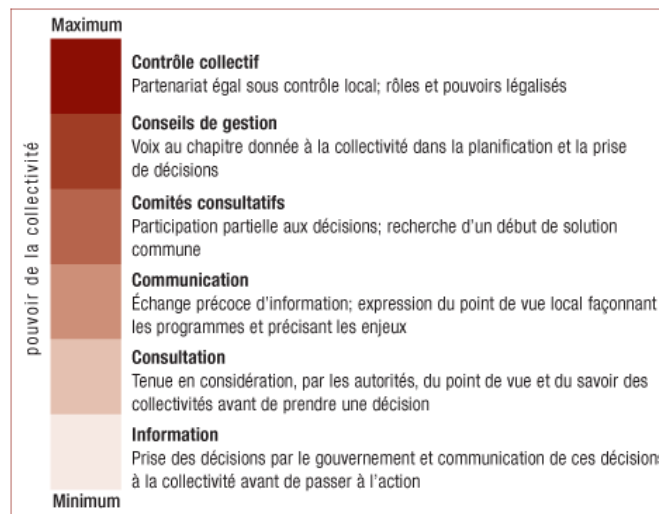 Maximum
Contrôle collectif
Partenariat égal sous contrôle local; rôles et pouvoirs légalisés
Conseils de gestion
Voix au chapitre donnée à la collectivité dans la planification et la prise
de décisions
Comités consultatifs
Participation partielle aux décisions; recherche d'un début de solution
commune
Communication
Échange précoce d'information; expression du point de vue local façonnant
les programmes et précisant les enjeux
Consultation
Tenue en considération, par les autorités, du point de vue et du savoir des
collectivités avant de prendre une décision
Information
Prise des décisions par le gouvernement et communication de ces décisions
à la collectivité avant de passer à l'action
Minimum
pouvoir de la collectivité